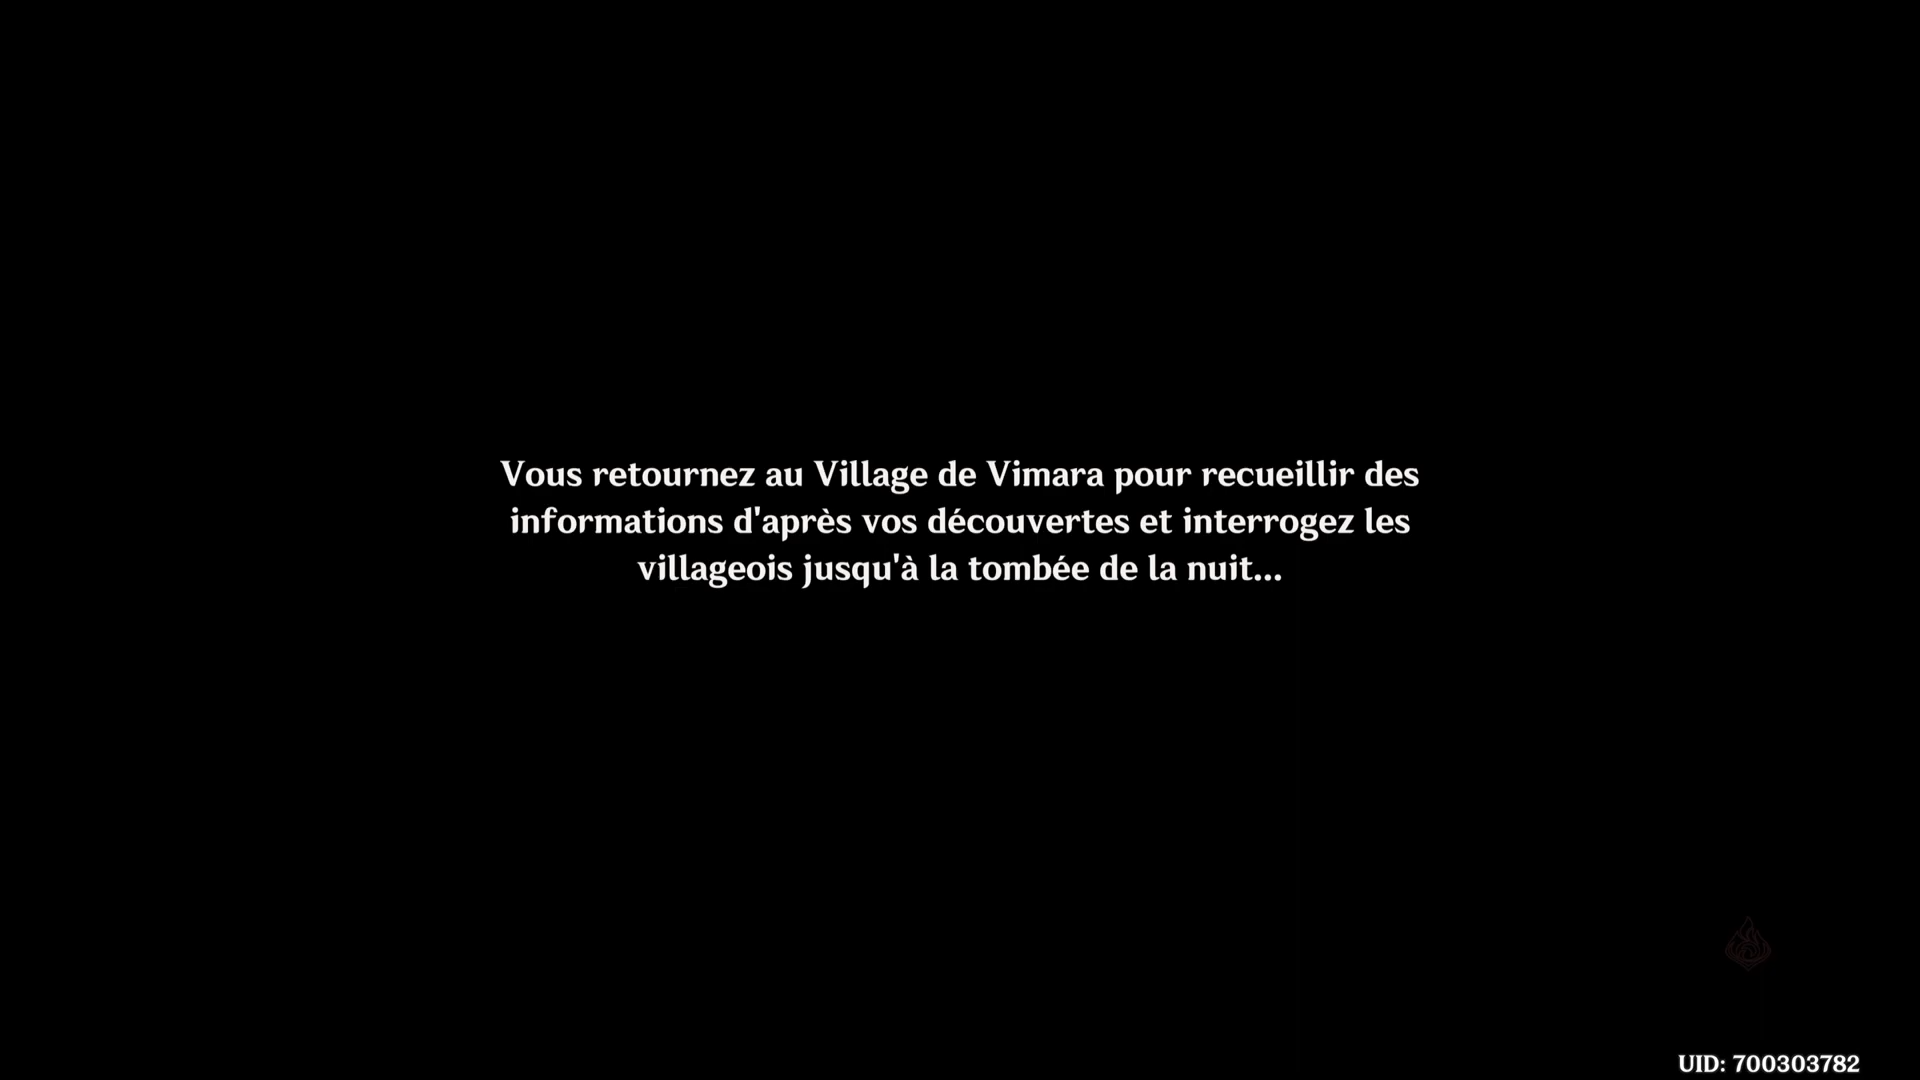 Vous retournez au Village de Vimara pour recueillir des
informations d'après vos découvertes et interrogez les
villageois jusqu'à la tombée de la nuit...
UID: 700303782